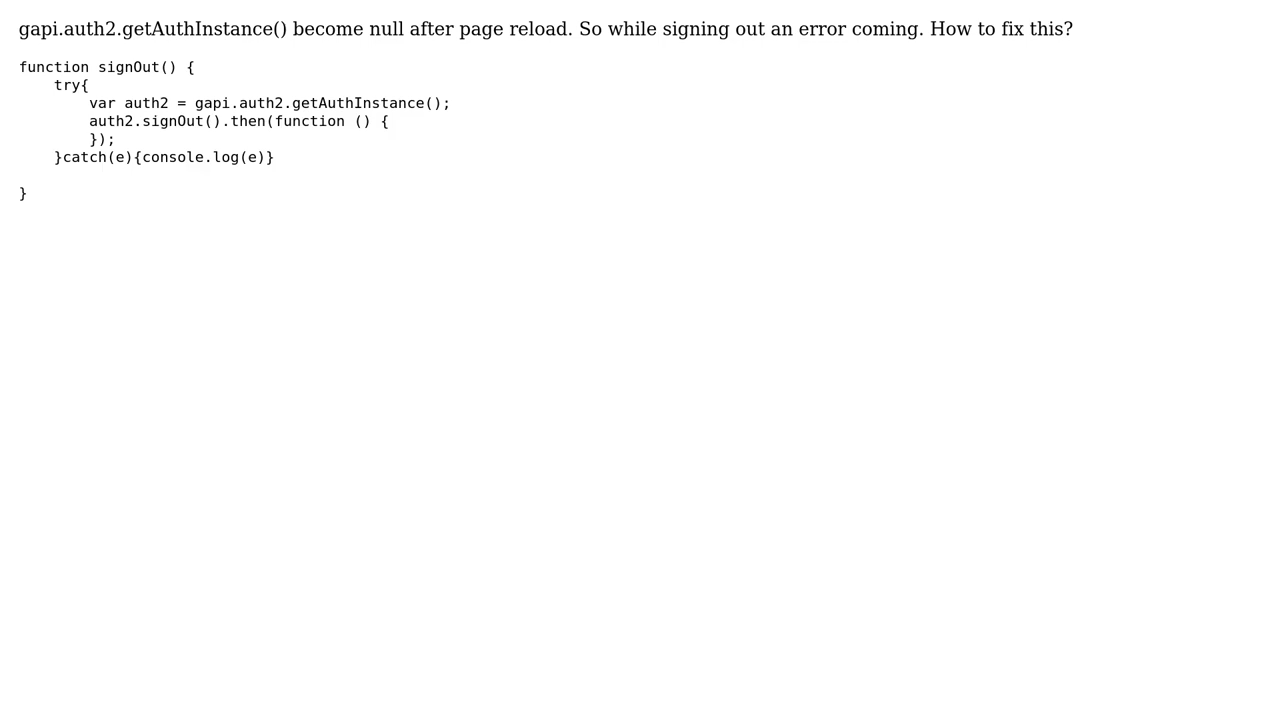 gapi.auth2.getAuthInstance() become null after page reload. So while signing out an error coming. How to fix this?
function signOut() {
    try{
        var auth2 = gapi.auth2.getAuthInstance();
        auth2.signOut().then(function () {
        });
    }catch(e){console.log(e)}
}